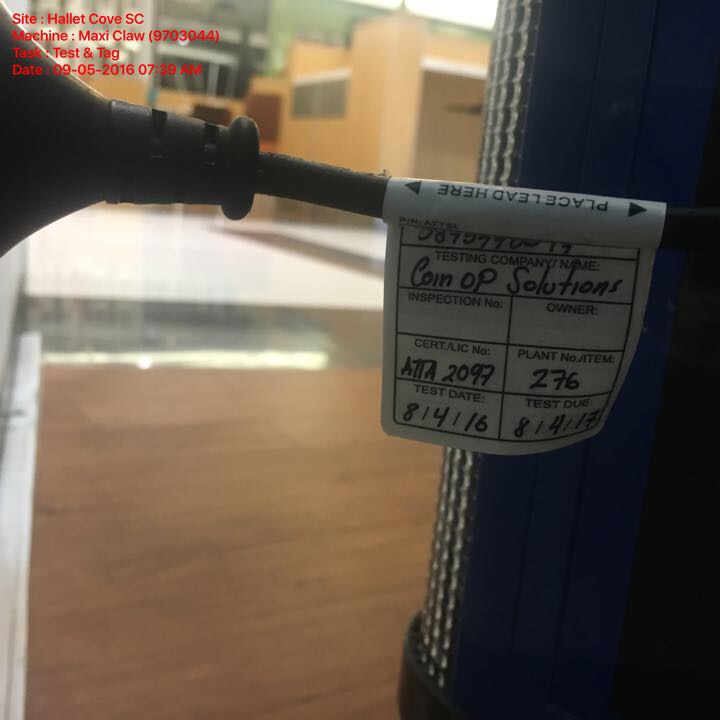 Site : Hallet Cove SC
Machine : Maxi Claw (9703044)
Task : Test & Tag
Date : 09-05-2016 07:39 AM
PLACE LEAD HERE
P/N: ATTSL
TESTING COMPANY/ NAME:
Coin OP Solutions
INSPECTION No: OWNER:
CERT./LIC No: PLANT No./ITEM:
ATTA 2097 276
TEST DATE: TEST DUE:
8/4/16 8/4/17